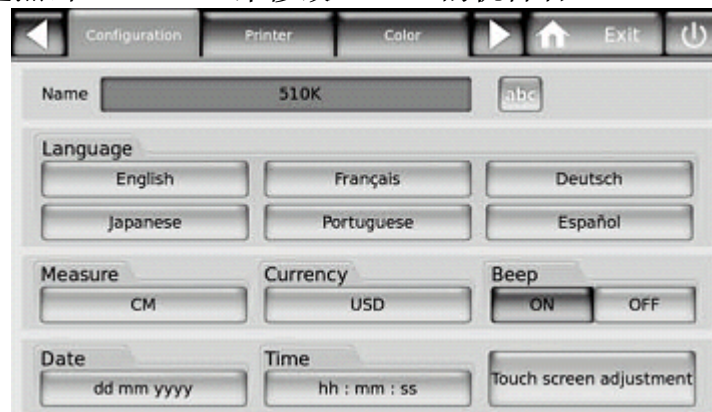 Configuration Printer Color Exit
Name 510K abc
Language
English Français Deutsch
Japanese Portuguese Español
Measure Currency Beep
CM USD ON OFF
Date Time
dd mm yyyy hh : mm : ss Touch screen adjustment